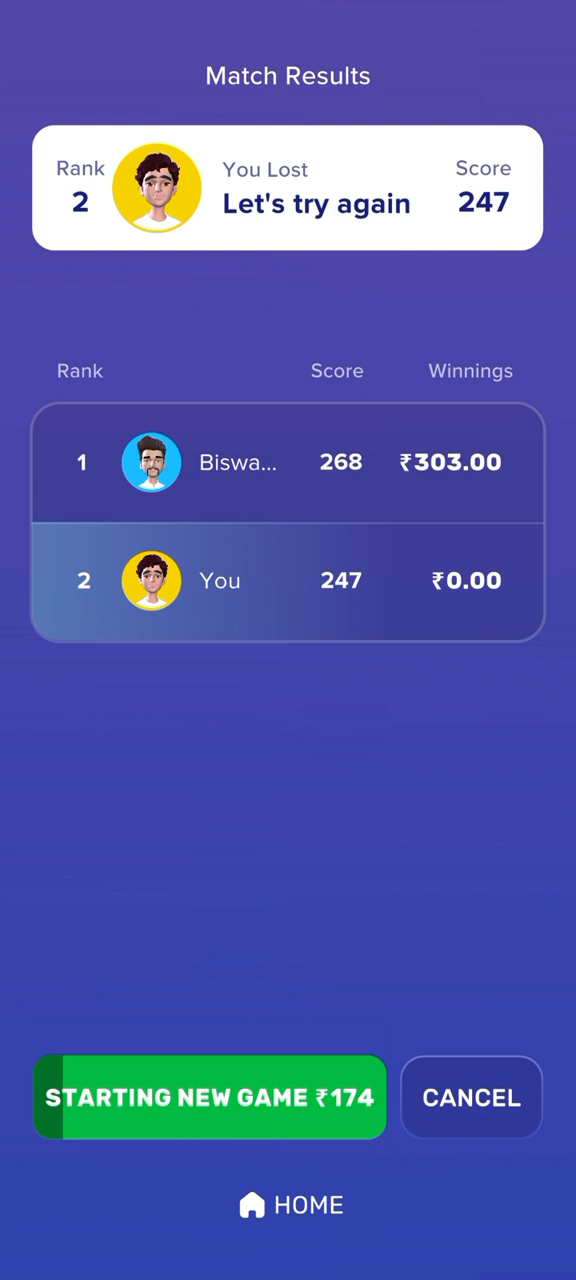 Match Results
Rank
You Lost
Score
2
Let's try again
247
Rank Score Winnings
1 Biswa... 268 ₹303.00
2 You 247 ₹0.00
STARTING NEW GAME ₹174
CANCEL
HOME